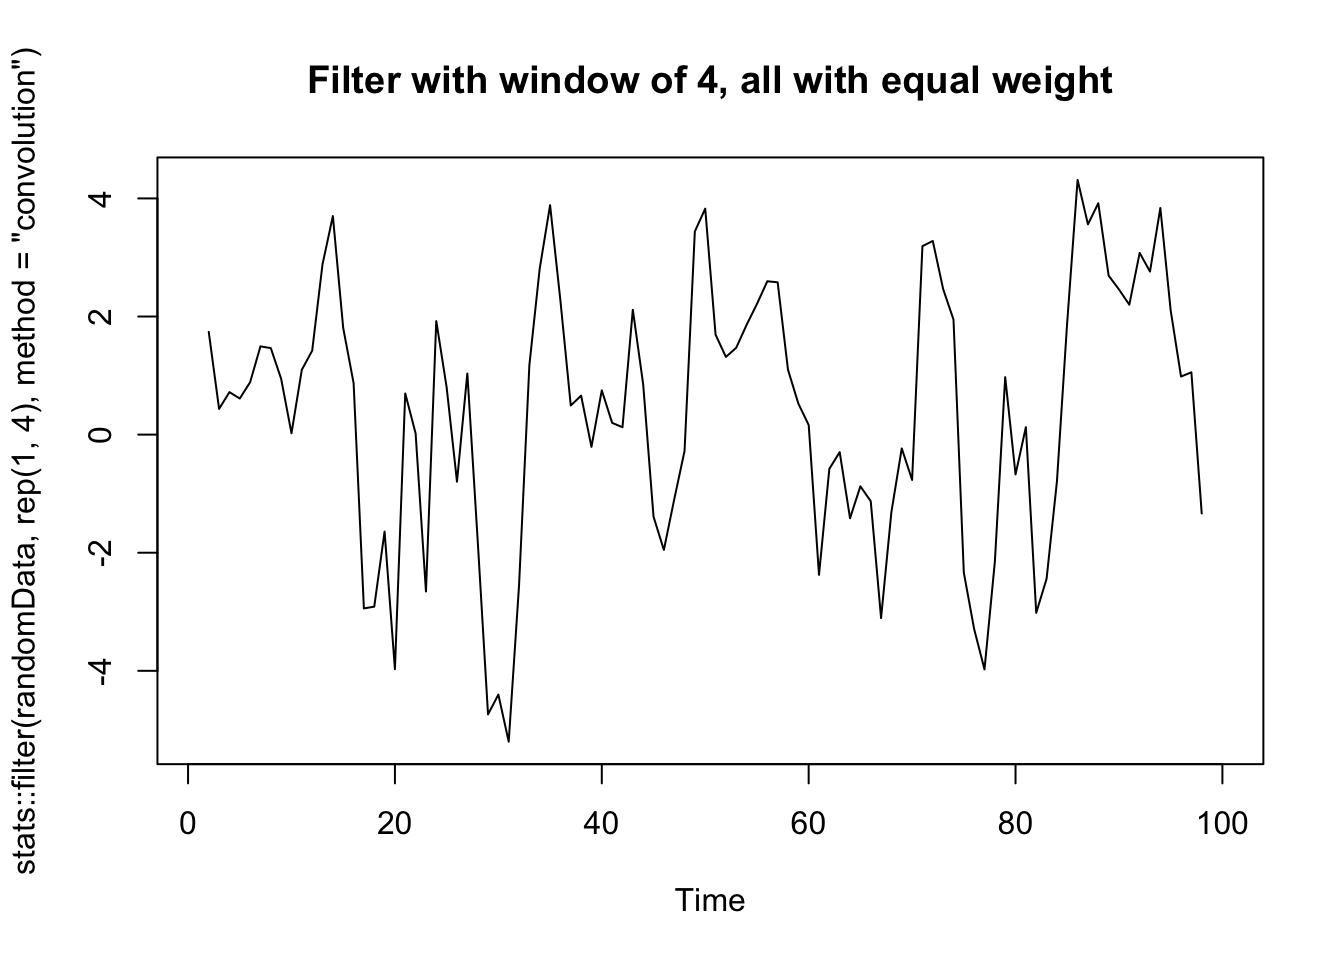 Filter with window of 4, all with equal weight
stats::filter(randomData, rep(1, 4), method = "convolution")
4
2
0
-2
-4
0 20 40 60 80 100
Time